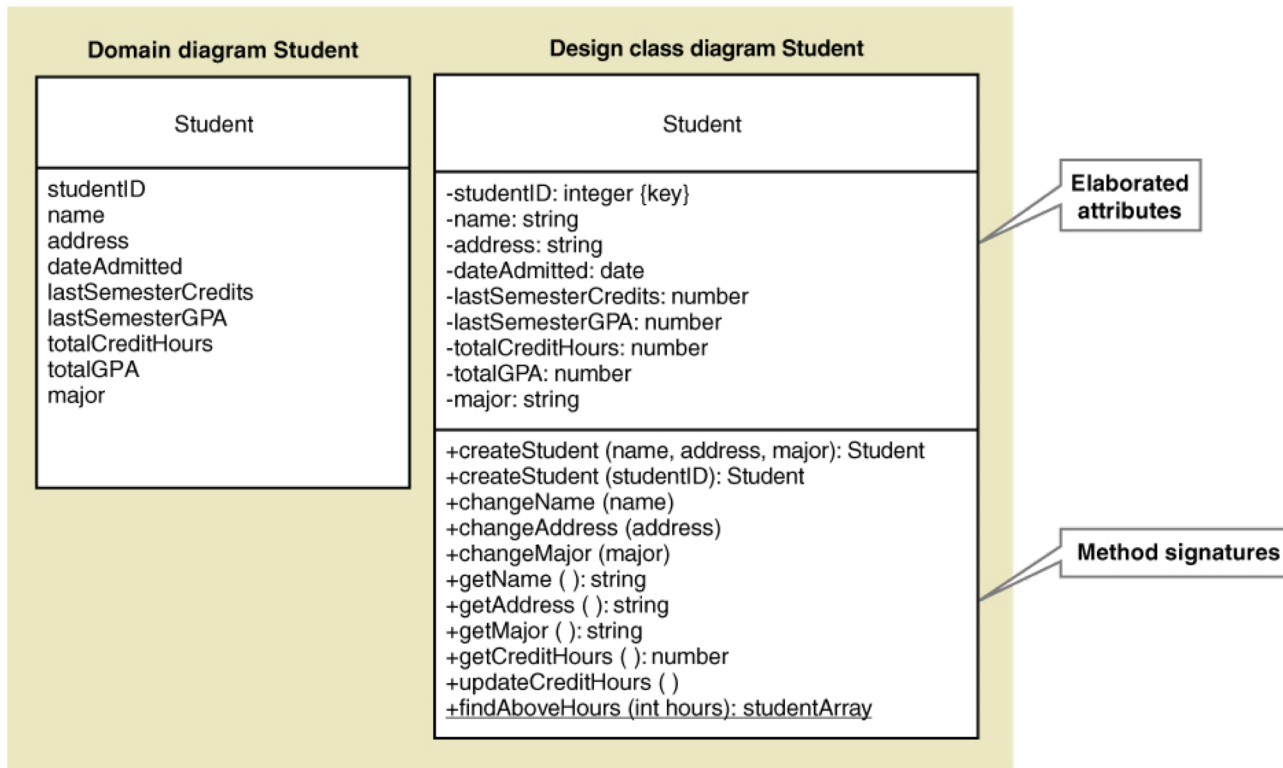 Domain diagram Student
Student
studentID
name
address
dateAdmitted
lastSemesterCredits
lastSemesterGPA
totalCreditHours
totalGPA
major
Design class diagram Student
Student
-studentID: integer {key}
-name: string
-address: string
-dateAdmitted: date
-lastSemesterCredits: number
-lastSemesterGPA: number
-totalCreditHours: number
-totalGPA: number
-major: string
+createStudent (name, address, major): Student
+createStudent (studentID): Student
+changeName (name)
+changeAddress (address)
+changeMajor (major)
+getName ( ): string
+getAddress ( ): string
+getMajor ( ): string
+getCreditHours ( ): number
+updateCreditHours ( )
+findAboveHours (int hours): studentArray
Elaborated
attributes
Method signatures